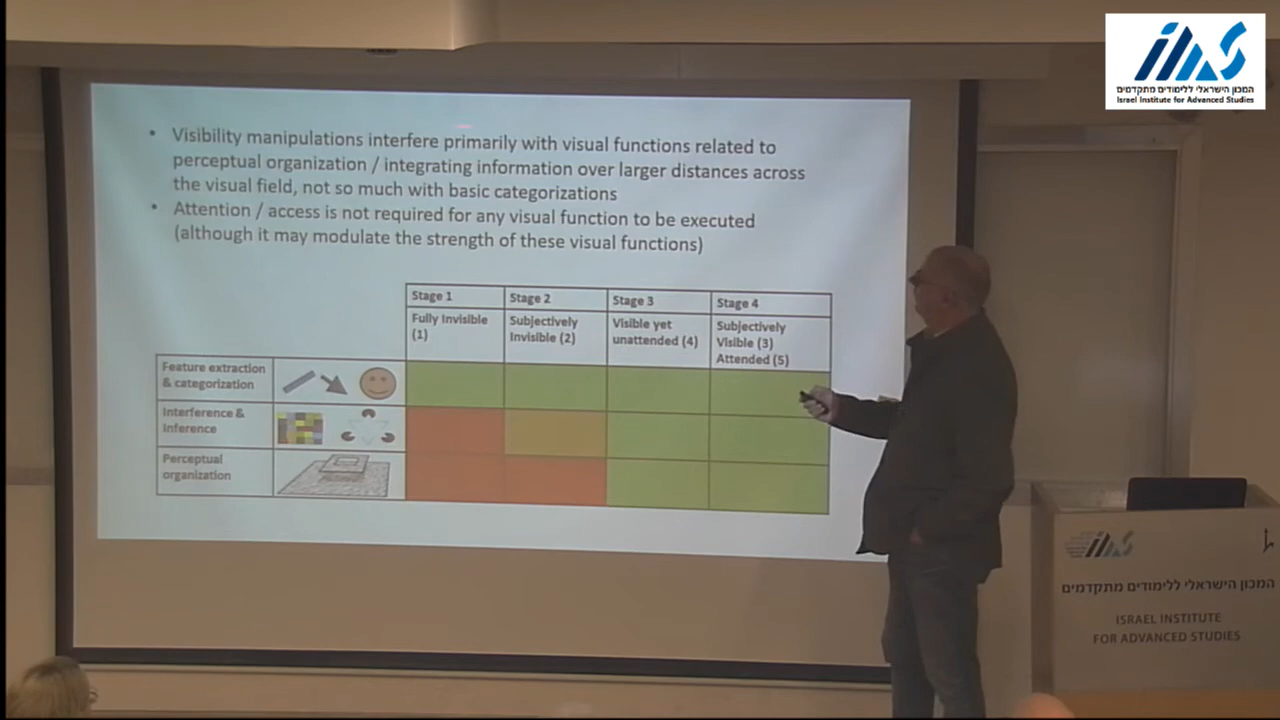 המכון הישראלי ללימודים מתקדמים
Israel Institute for Advanced Studies
• Visibility manipulations interfere primarily with visual functions related to
perceptual organization / integrating information over larger distances across
the visual field, not so much with basic categorizations
• Attention / access is not required for any visual function to be executed
(although it may modulate the strength of these visual functions)
Stage 1
Stage 2
Stage 3
Stage 4
Fully Invisible
(1)
Subjectively
Invisible (2)
Visible yet
unattended (4)
Subjectively
Visible (3)
Attended (5)
Feature extraction
& categorization
Interference &
Inference
Perceptual
organization
המכון הישראלי ללימודים מתקדמים
ISRAEL INSTITUTE
FOR ADVANCED STUDIES